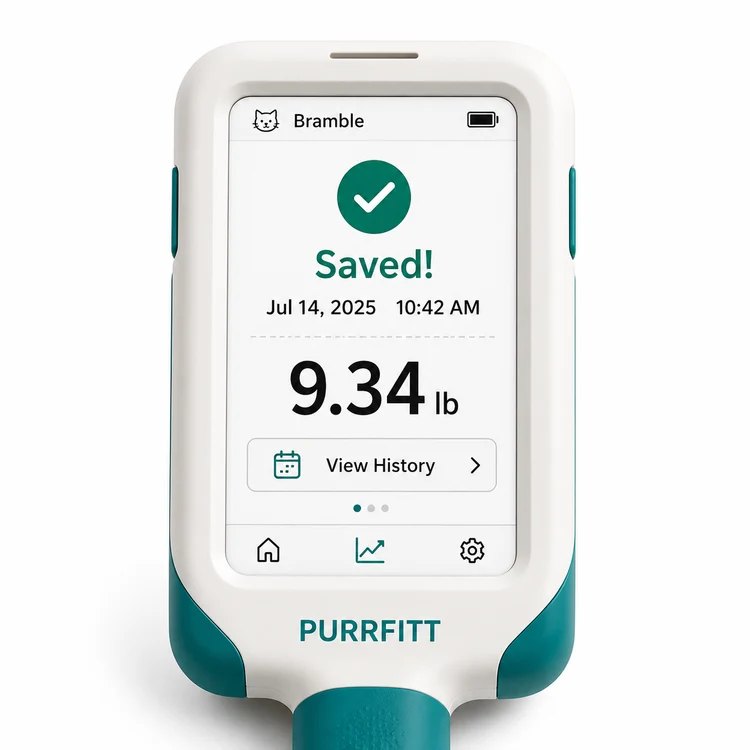 Bramble
Saved!
Jul 14, 2025 10:42 AM
9.34 lb
View History
PURRFITT